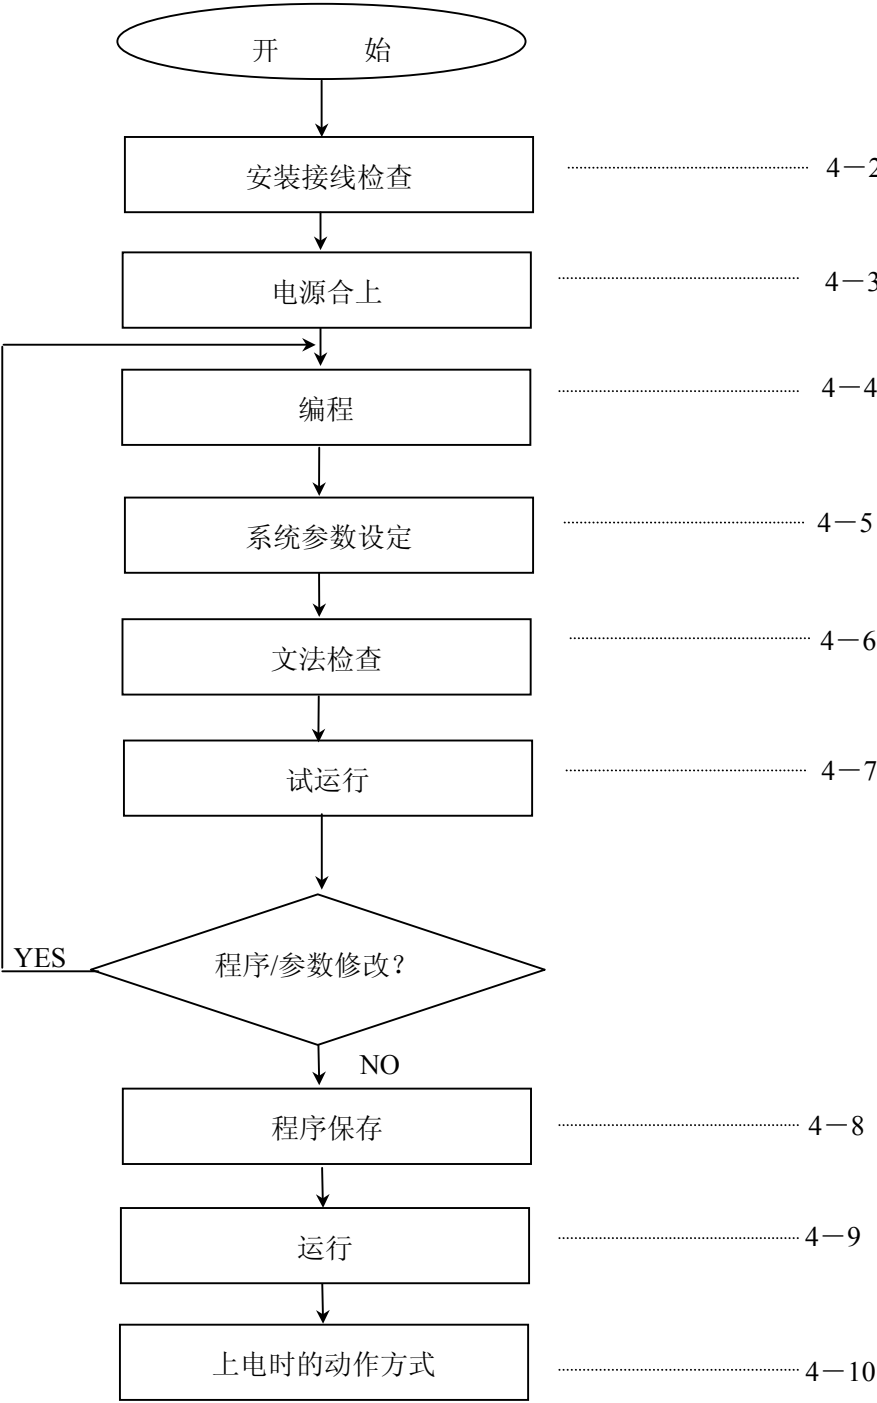 开 始
安装接线检查 4－2
电源合上 4－3
编程 4－4
系统参数设定 4－5
文法检查 4－6
试运行 4－7
YES 程序/参数修改？
NO
程序保存 4－8
运行 4－9
上电时的动作方式 4－10